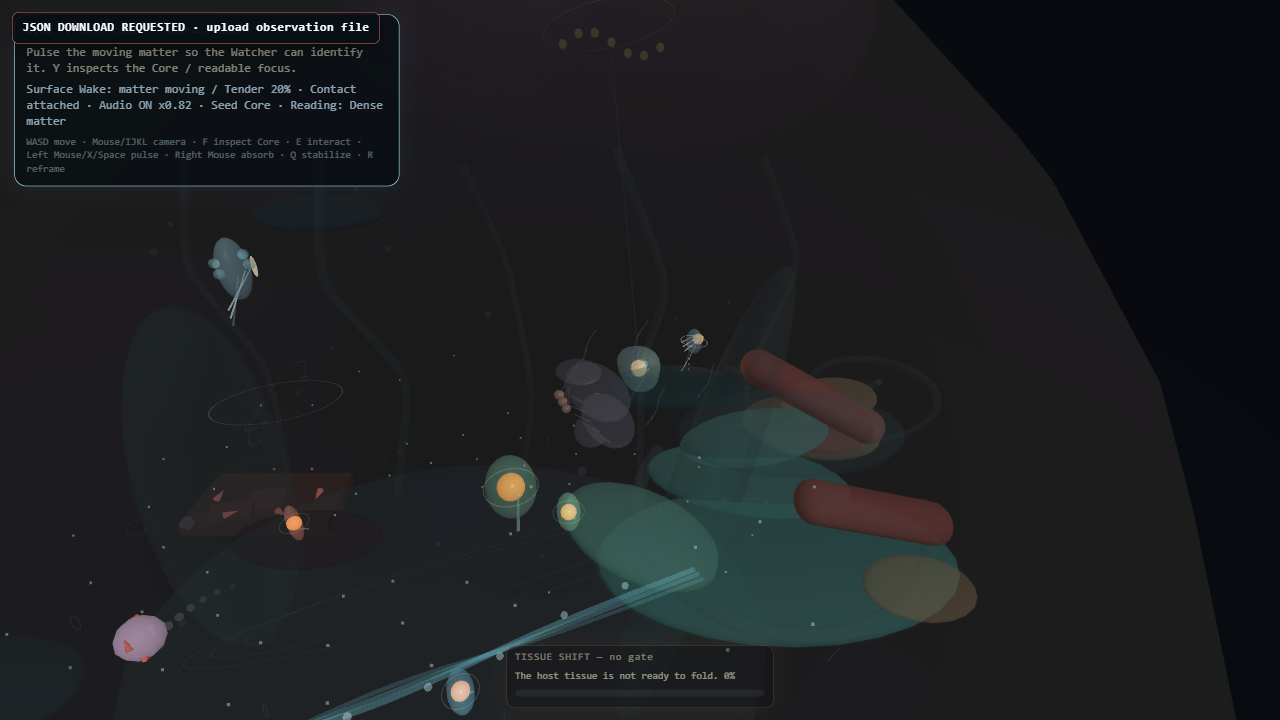 JSON DOWNLOAD REQUESTED · upload observation file
Pulse the moving matter so the Watcher can identify
it. Y inspects the Core / readable focus.
Surface Wake: matter moving / Tender 20% · Contact
attached · Audio ON x0.82 · Seed Core · Reading: Dense
matter
WASD move · Mouse/IJKL camera · F inspect Core · E interact ·
Left Mouse/X/Space pulse · Right Mouse absorb · Q stabilize · R
reframe
TISSUE SHIFT — no gate
The host tissue is not ready to fold. 0%